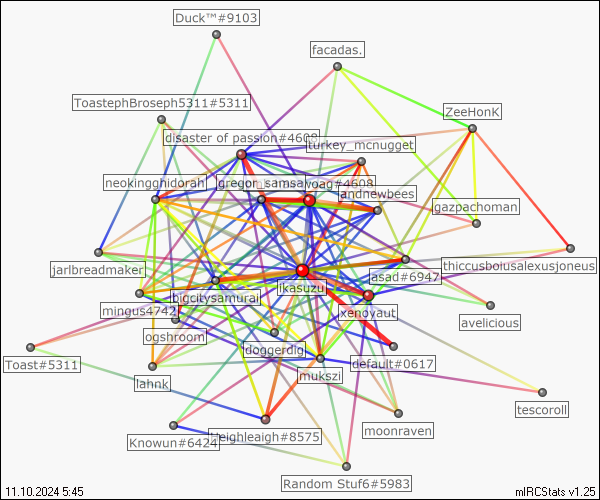 Duck™#9103
facadas.
ToastephBroseph5311#5311
ZeeHonK
disaster of passion#4608
turkey_mcnugget
neokingghidorah
gregor_samsa
voag#4608
andnewbees
gazpachoman
jarlbreadmaker
thiccusboiusalexusjoneus
asad#6947
ikasuzu
bigcitysamurai
mingus4742
xenoyaut
avelicious
ogshroom
doggerdig
default#0617
Toast#5311
mukszi
lahnk
tescoroll
moonraven
Knowun#6424
Heighleaigh#8575
Random Stuf6#5983
11.10.2024 5:45
mIRCStats v1.25